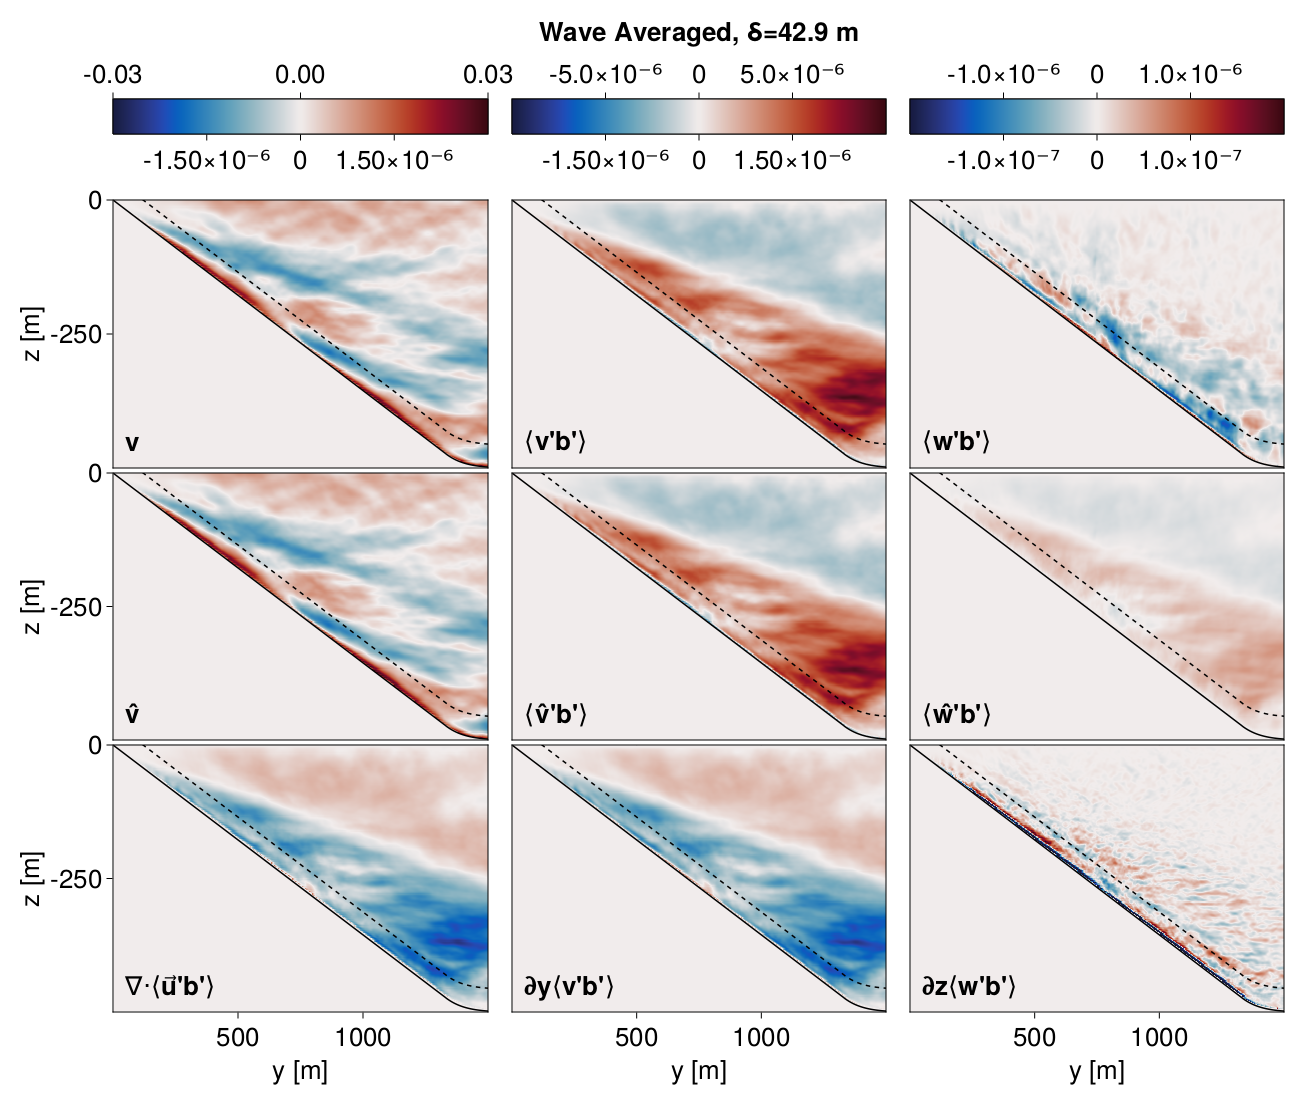 Wave Averaged, δ=42.9 m
-0.03 0.00 0.03 -5.0×10⁻⁶ 0 5.0×10⁻⁶ -1.0×10⁻⁶ 0 1.0×10⁻⁶
-1.50×10⁻⁶ 0 1.50×10⁻⁶ -1.50×10⁻⁶ 0 1.50×10⁻⁶ -1.0×10⁻⁷ 0 1.0×10⁻⁷
0
z [m]
-250
v ⟨v'b'⟩ ⟨w'b'⟩
0
z [m]
-250
v̂ ⟨v̂'b'⟩ ⟨ŵ'b'⟩
0
z [m]
-250
∇·⟨u⃗'b'⟩ ∂y⟨v'b'⟩ ∂z⟨w'b'⟩
500 1000 500 1000 500 1000
y [m] y [m] y [m]